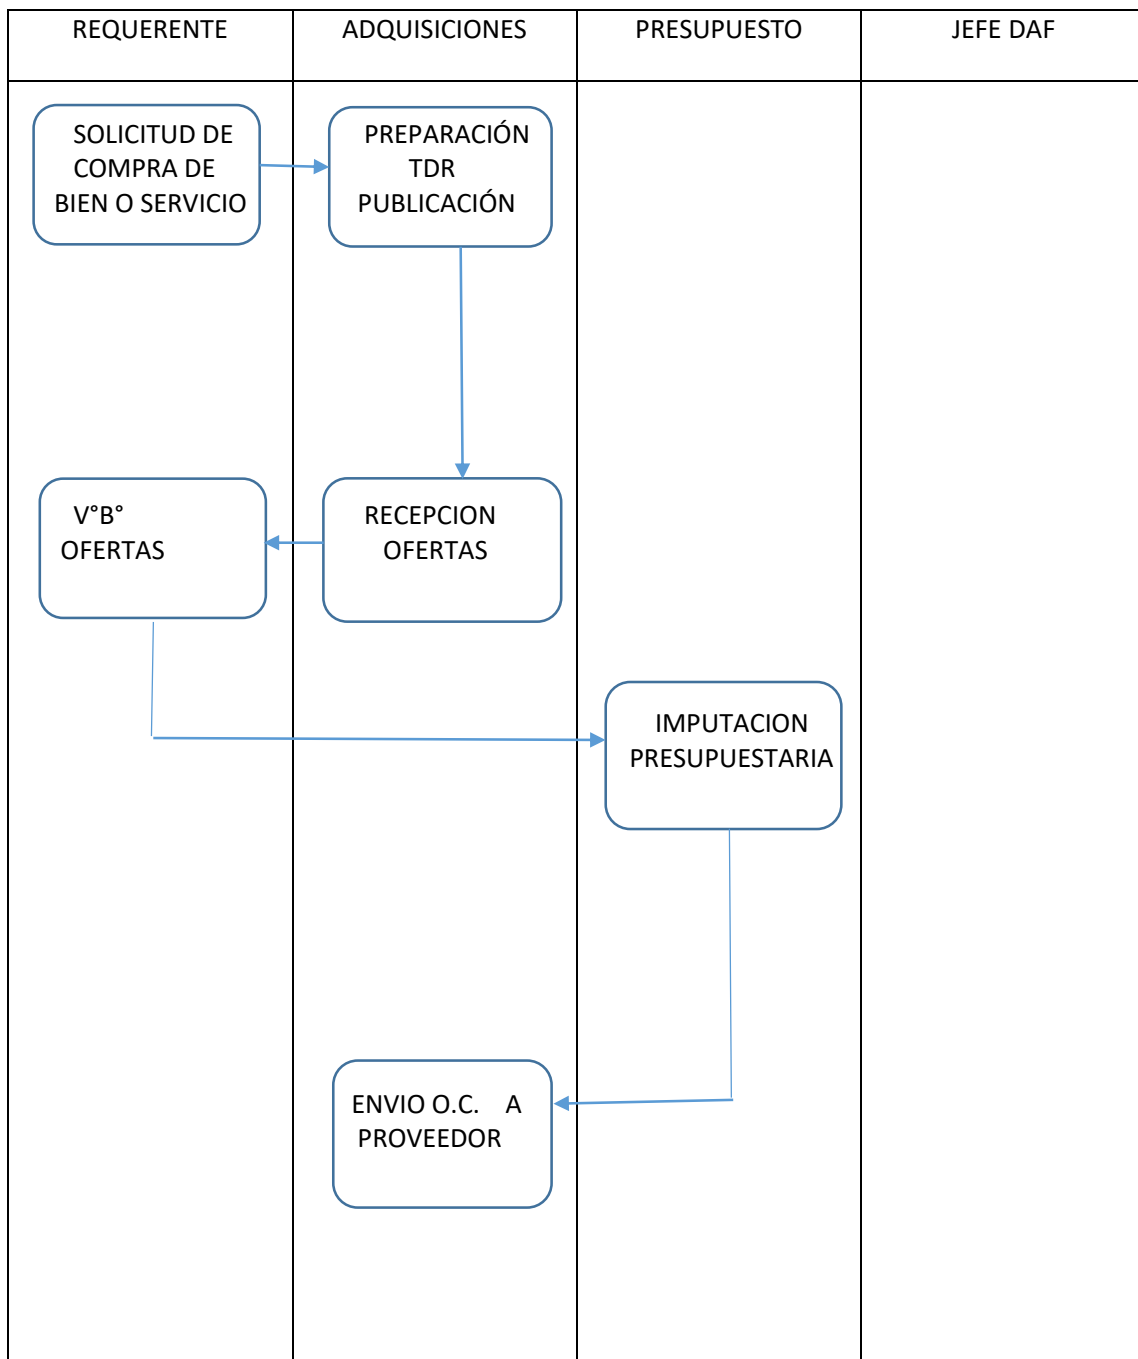 REQUERENTE
ADQUISICIONES
PRESUPUESTO
JEFE DAF
SOLICITUD DE
COMPRA DE
BIEN O SERVICIO
PREPARACIÓN
TDR
PUBLICACIÓN
V°B°
OFERTAS
RECEPCION
OFERTAS
IMPUTACION
PRESUPUESTARIA
ENVIO O.C. A
PROVEEDOR